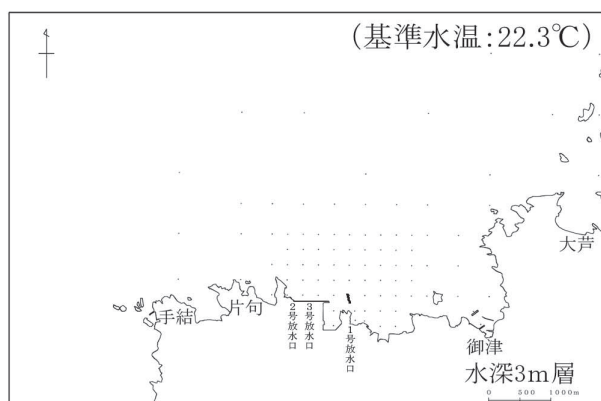 (基準水温:22.3℃)
大芦
手結
片句
2号放水口
3号放水口
1号放水口
御津
水深3m層
0 500 1000m